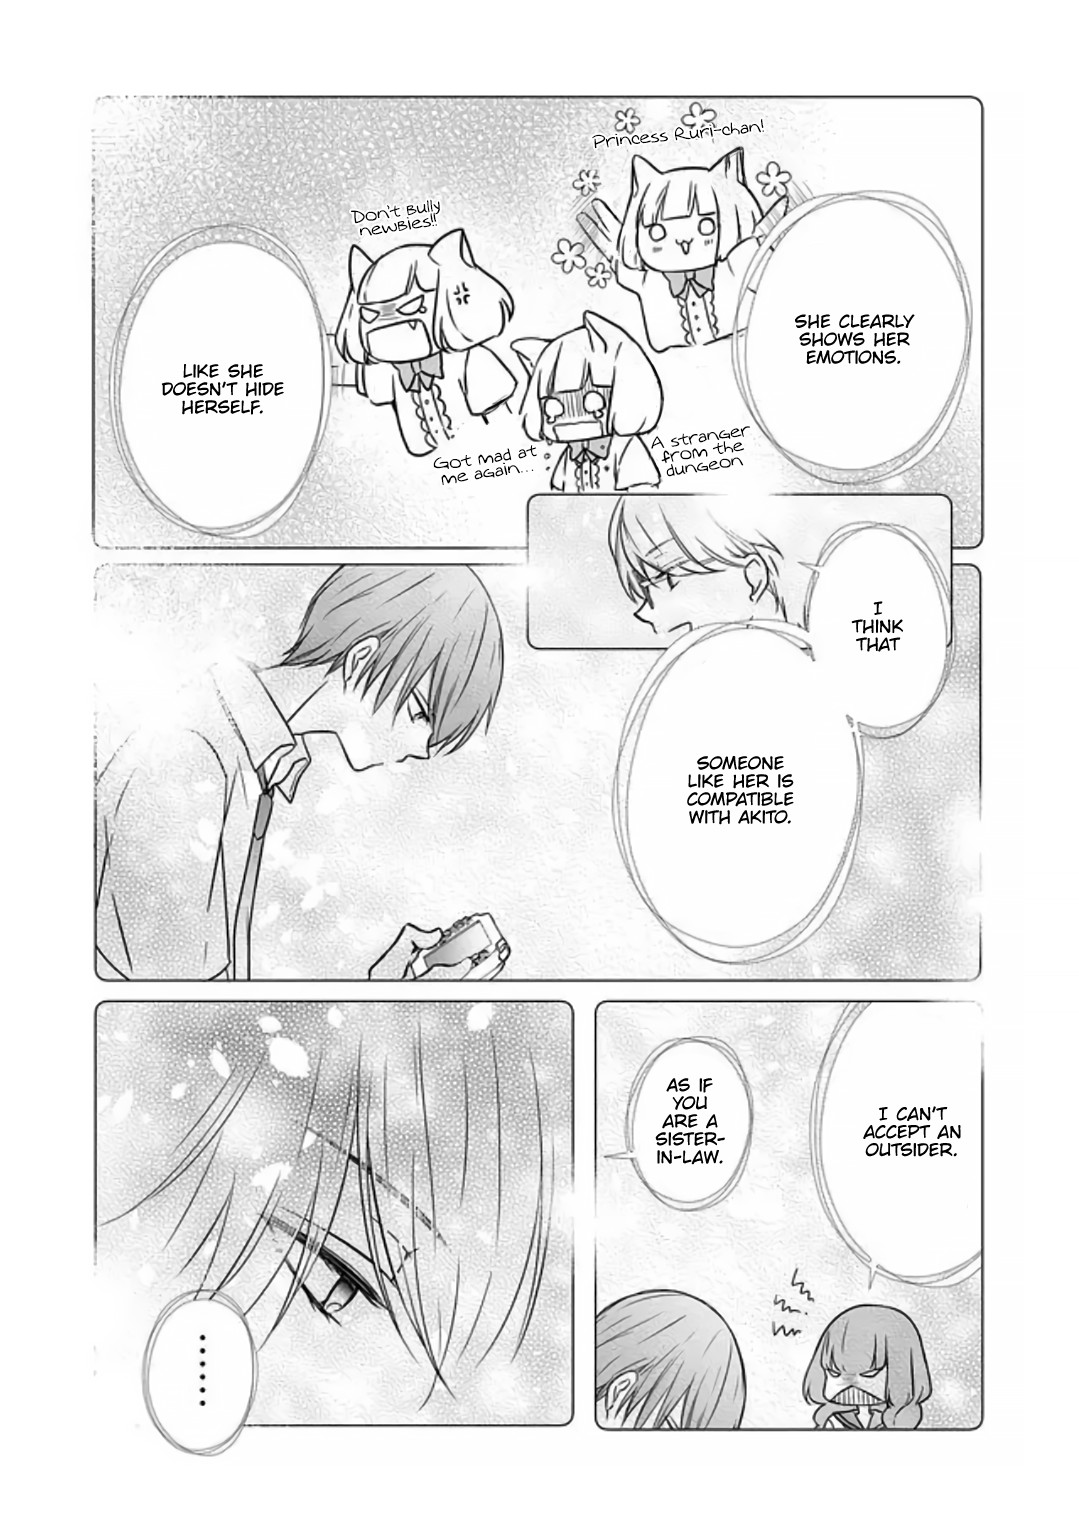 Princess Ruri-chan!
SHE CLEARLY
SHOWS HER
EMOTIONS.
Don't Bully
newbies!!
A stranger
from the
dungeon
Got mad at
me again...
LIKE SHE
DOESN'T HIDE
HERSELF.
I
THINK
THAT
SOMEONE
LIKE HER IS
COMPATIBLE
WITH AKITO.
I CAN'T
ACCEPT AN
OUTSIDER.
AS IF
YOU
ARE A
SISTER-
IN-LAW.
......